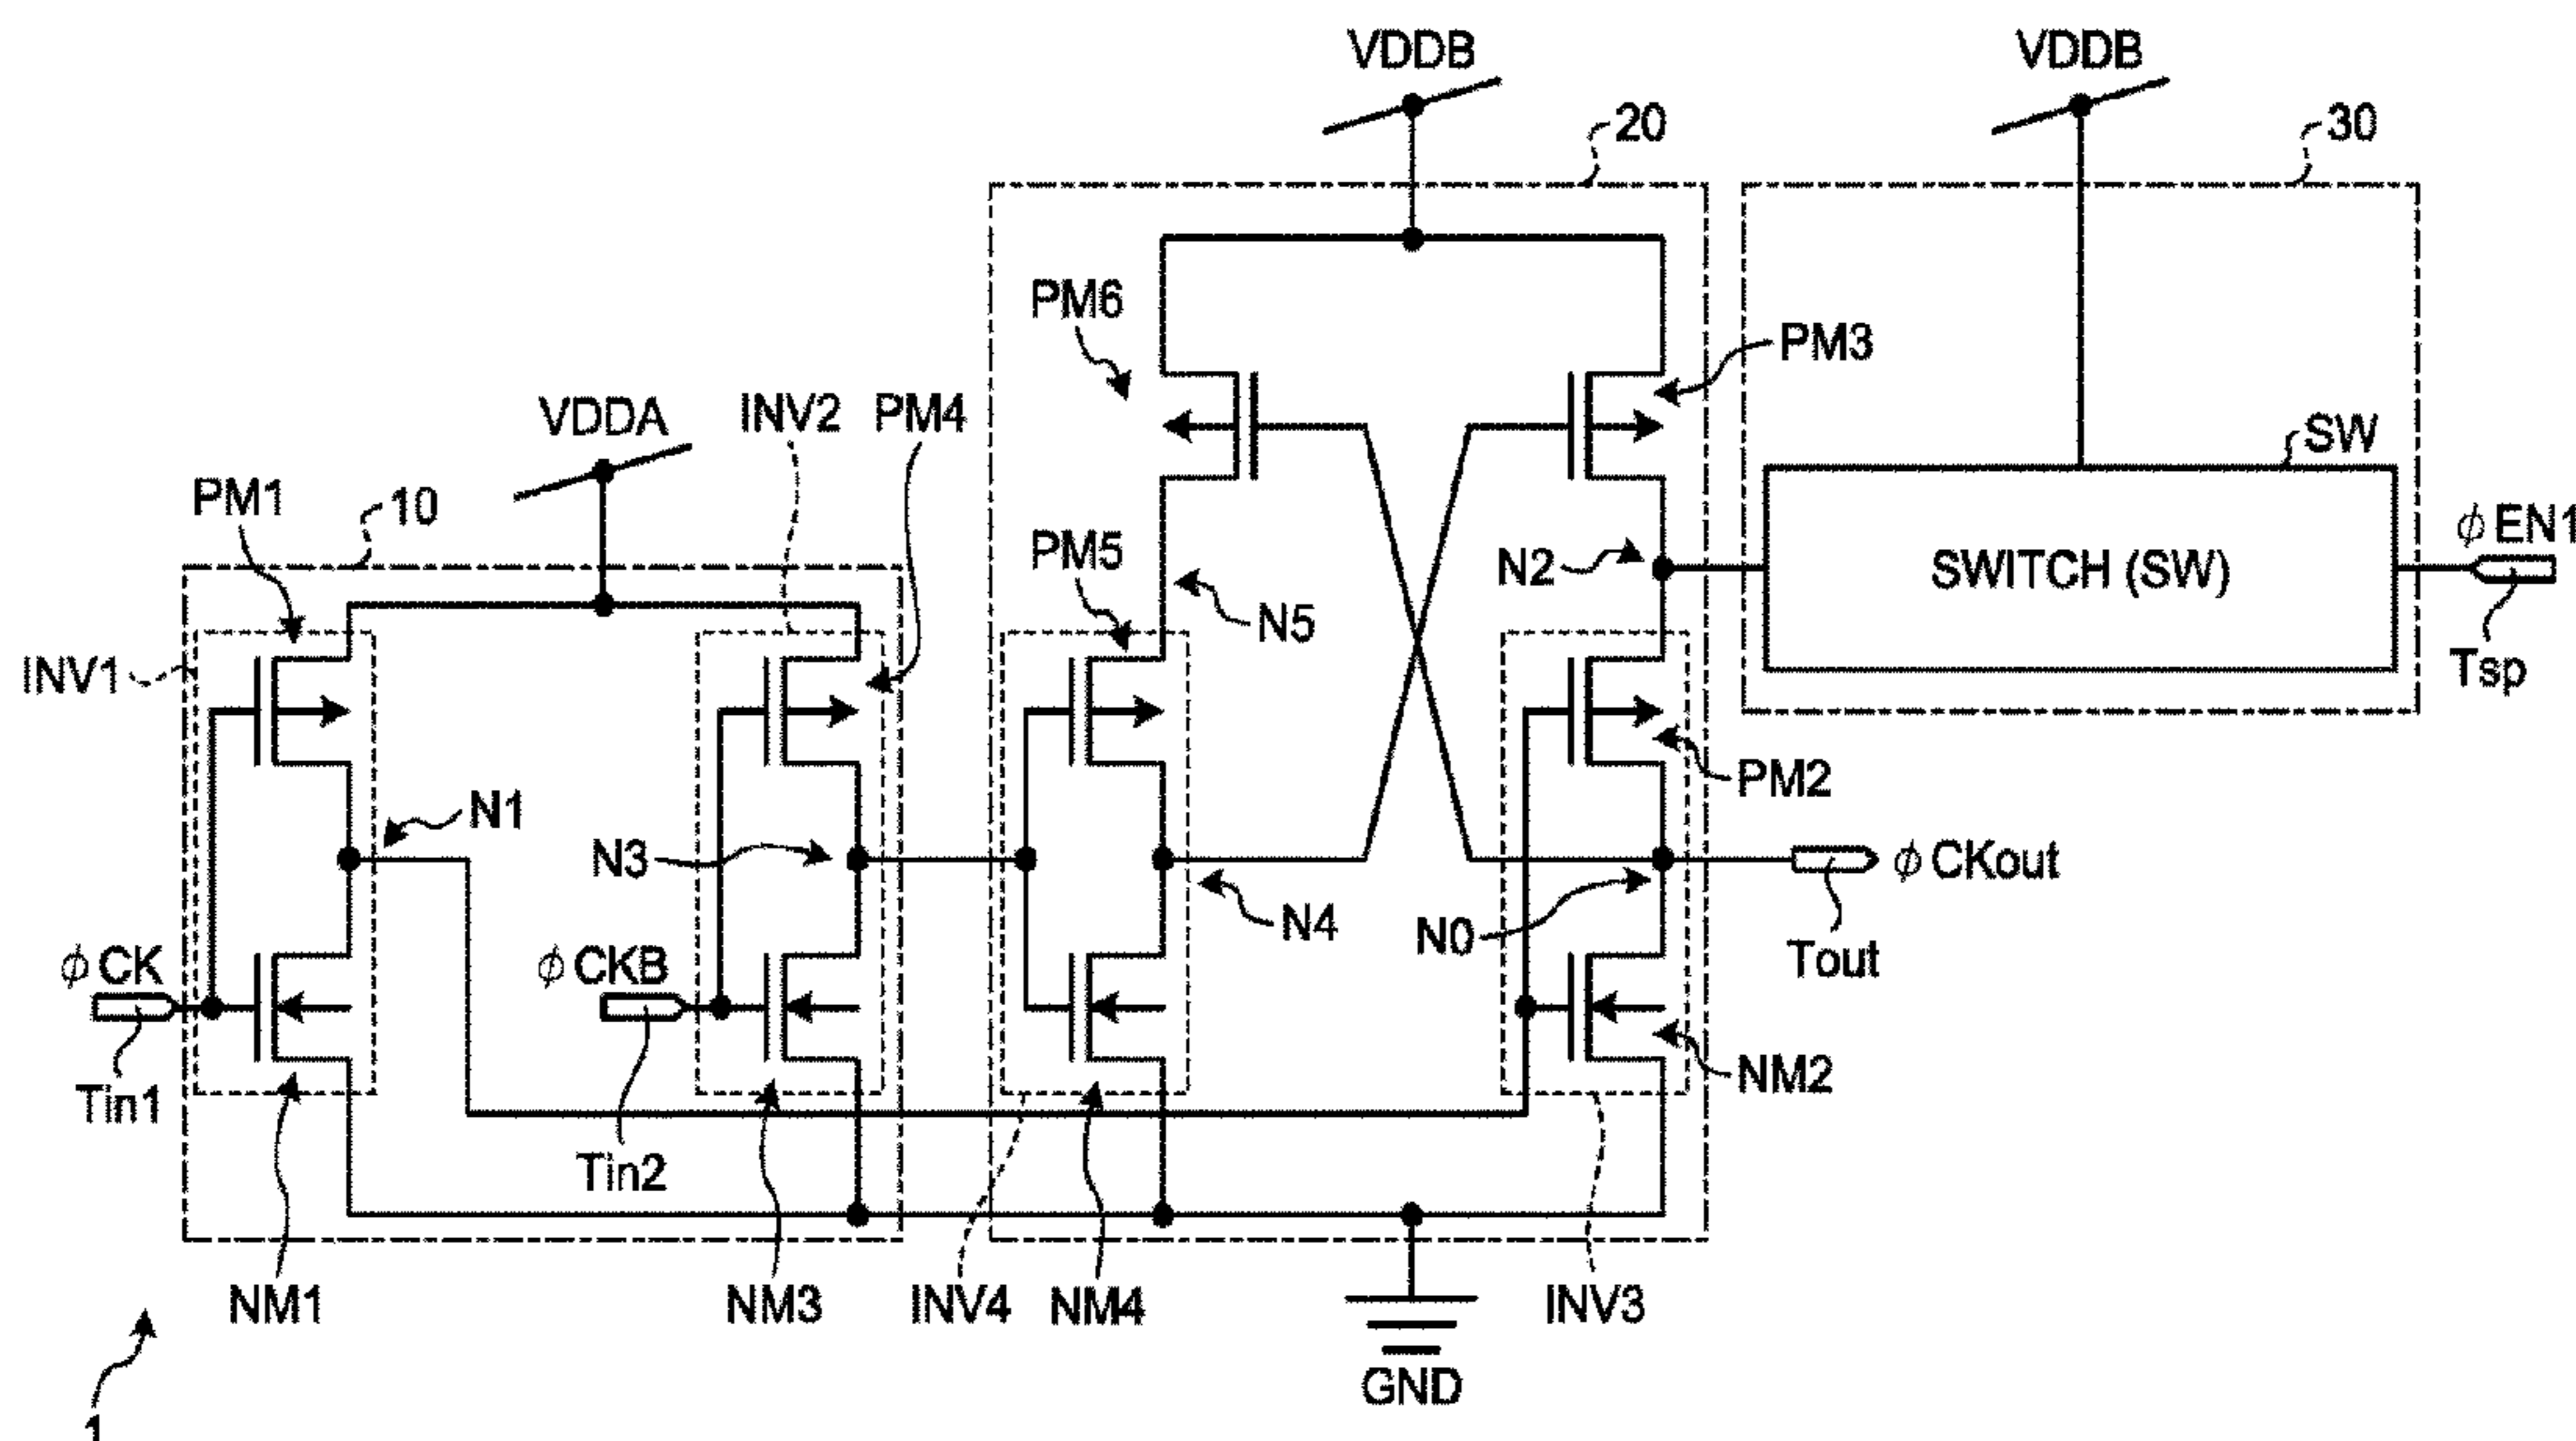 VDDB
VDDB
20
30
PM6
PM3
VDDA
INV2
PM4
SW
PM1
10
PM5
N2
SWITCH (SW)
φEN1
N5
INV1
Tsp
N1
PM2
N3
φCKout
N4
N0
φCK
φCKB
Tout
NM2
Tin1
Tin2
NM1
NM3
INV4
NM4
INV3
GND
1